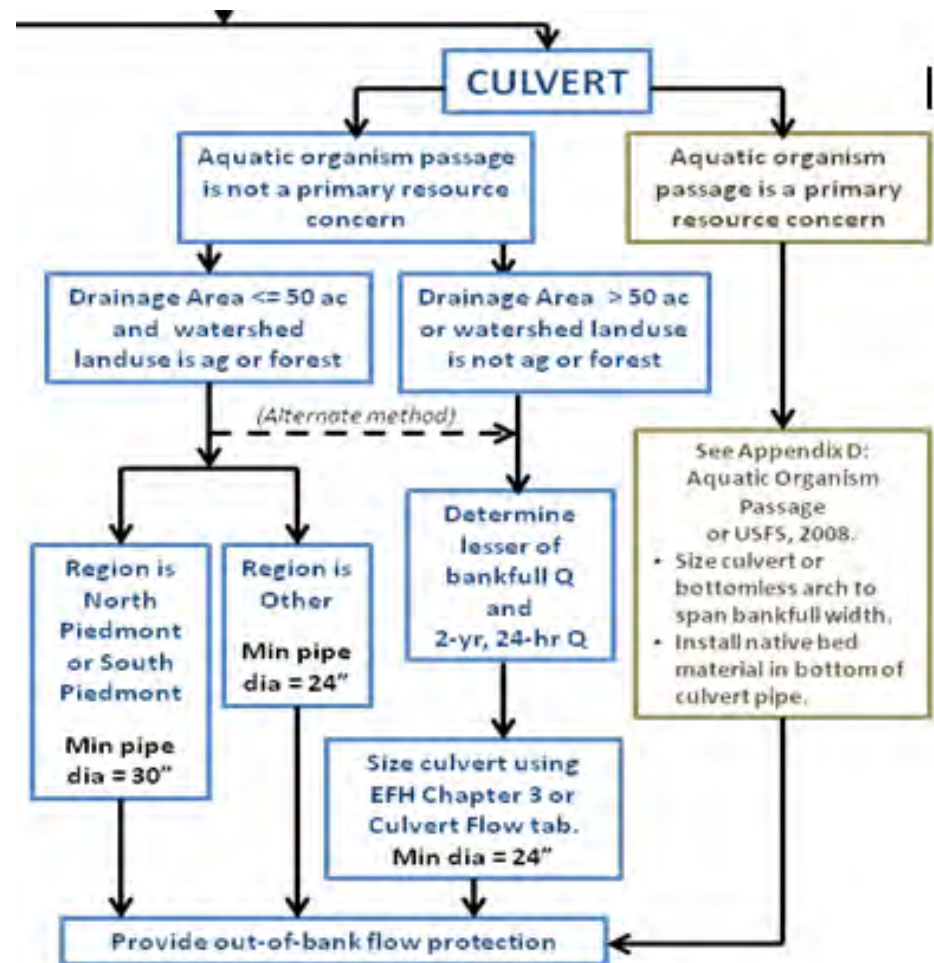 CULVERT
Aquatic organism passage
is not a primary resource
concern
Aquatic organism
passage is a primary
resource concern
Drainage Area <= 50 ac
and watershed
landuse is ag or forest
Drainage Area > 50 ac
or watershed landuse
is not ag or forest
(Alternate method)
Region is
North
Piedmont
or South
Piedmont
Min pipe
dia = 30"
Region is
Other
Min pipe
dia = 24"
Determine
lesser of
bankfull Q
and
2-yr, 24-hr Q
See Appendix D:
Aquatic Organism
Passage
or USFS, 2008.
• Size culvert or
bottomless arch to
span bankfull width.
• Install native bed
material in bottom of
culvert pipe.
Size culvert using
EFH Chapter 3 or
Culvert Flow tab.
Min dia = 24"
Provide out-of-bank flow protection